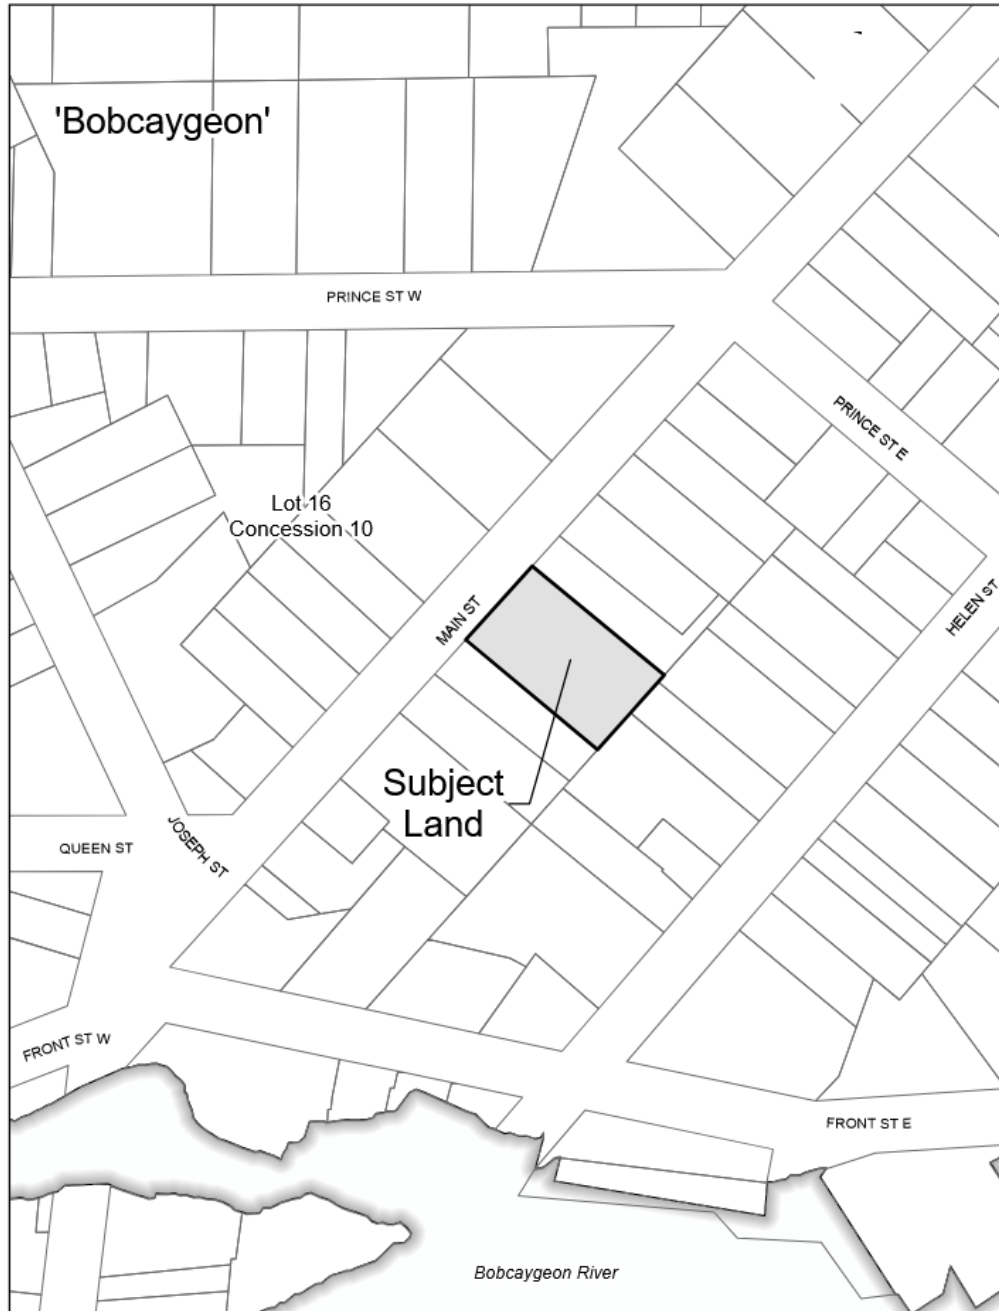 'Bobcaygeon'
PRINCE ST W
PRINCE ST E
Lot 16
Concession 10
MAIN ST
HELEN ST
Subject
Land
QUEEN ST
JOSEPH ST
FRONT ST W
FRONT ST E
Bobcaygeon River